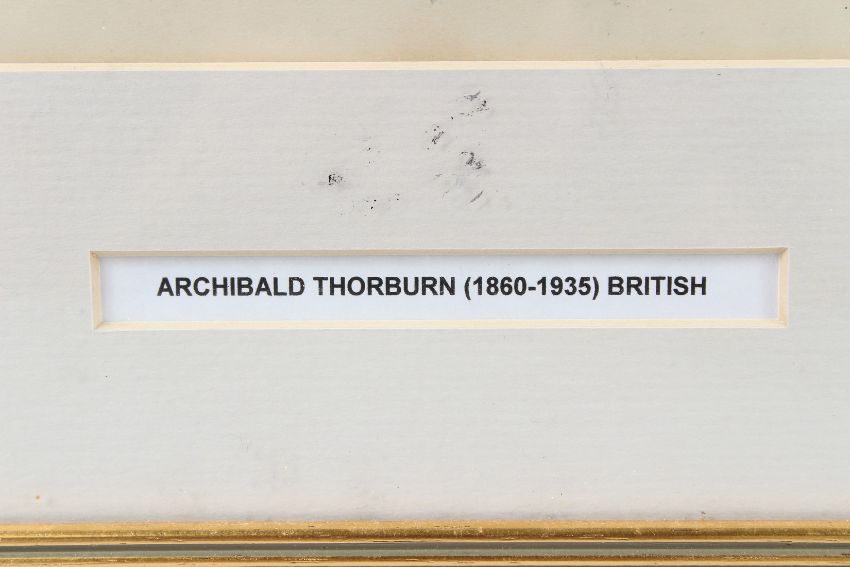 ARCHIBALD THORBURN (1860-1935) BRITISH